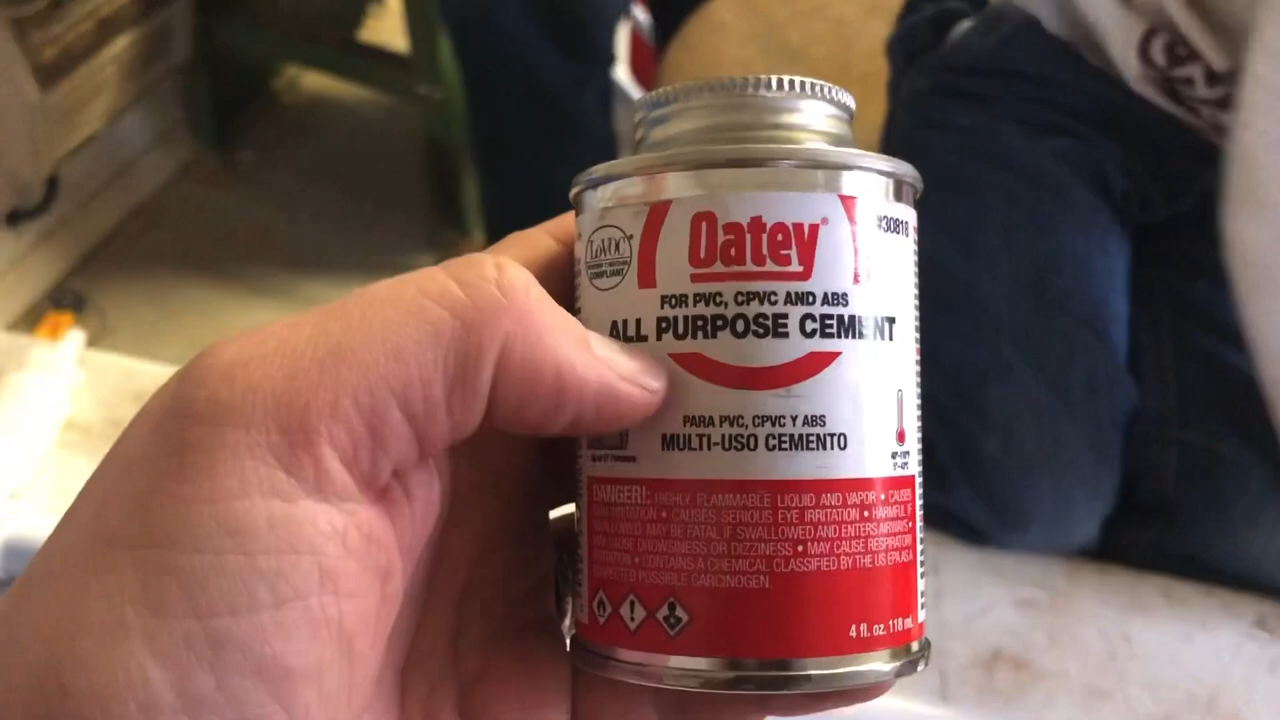 Oatey®
#30818
LoVOC
COMPLIANT
FOR PVC, CPVC AND ABS
ALL PURPOSE CEMENT
PARA PVC, CPVC Y ABS
MULTI-USO CEMENTO
DANGER!: HIGHLY FLAMMABLE LIQUID AND VAPOR • CAUSES
IRRITATION • CAUSES SERIOUS EYE IRRITATION • HARMFUL IF
SWALLOWED. MAY BE FATAL IF SWALLOWED AND ENTERS AIRWAYS •
MAY CAUSE DROWSINESS OR DIZZINESS • MAY CAUSE RESPIRATORY
IRRITATION • CONTAINS A CHEMICAL CLASSIFIED BY THE US EPA AS A
SUSPECTED POSSIBLE CARCINOGEN.
4 fl. oz. 118 mL